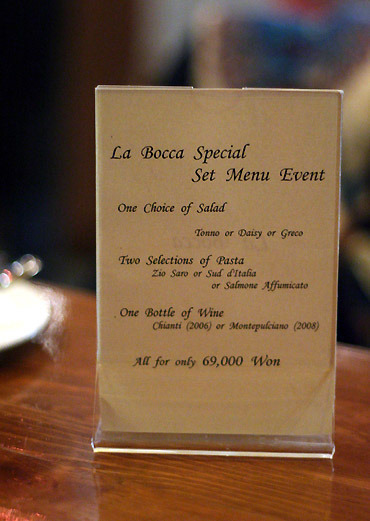 La Bocca Special
Set Menu Event
One Choice of Salad
Tonno or Daisy or Greco
Two Selections of Pasta
Zio Saro or Sud d'Italia
or Salmone Affumicato
One Bottle of Wine
Chianti (2006) or Montepulciano (2008)
All for only 69,000 Won